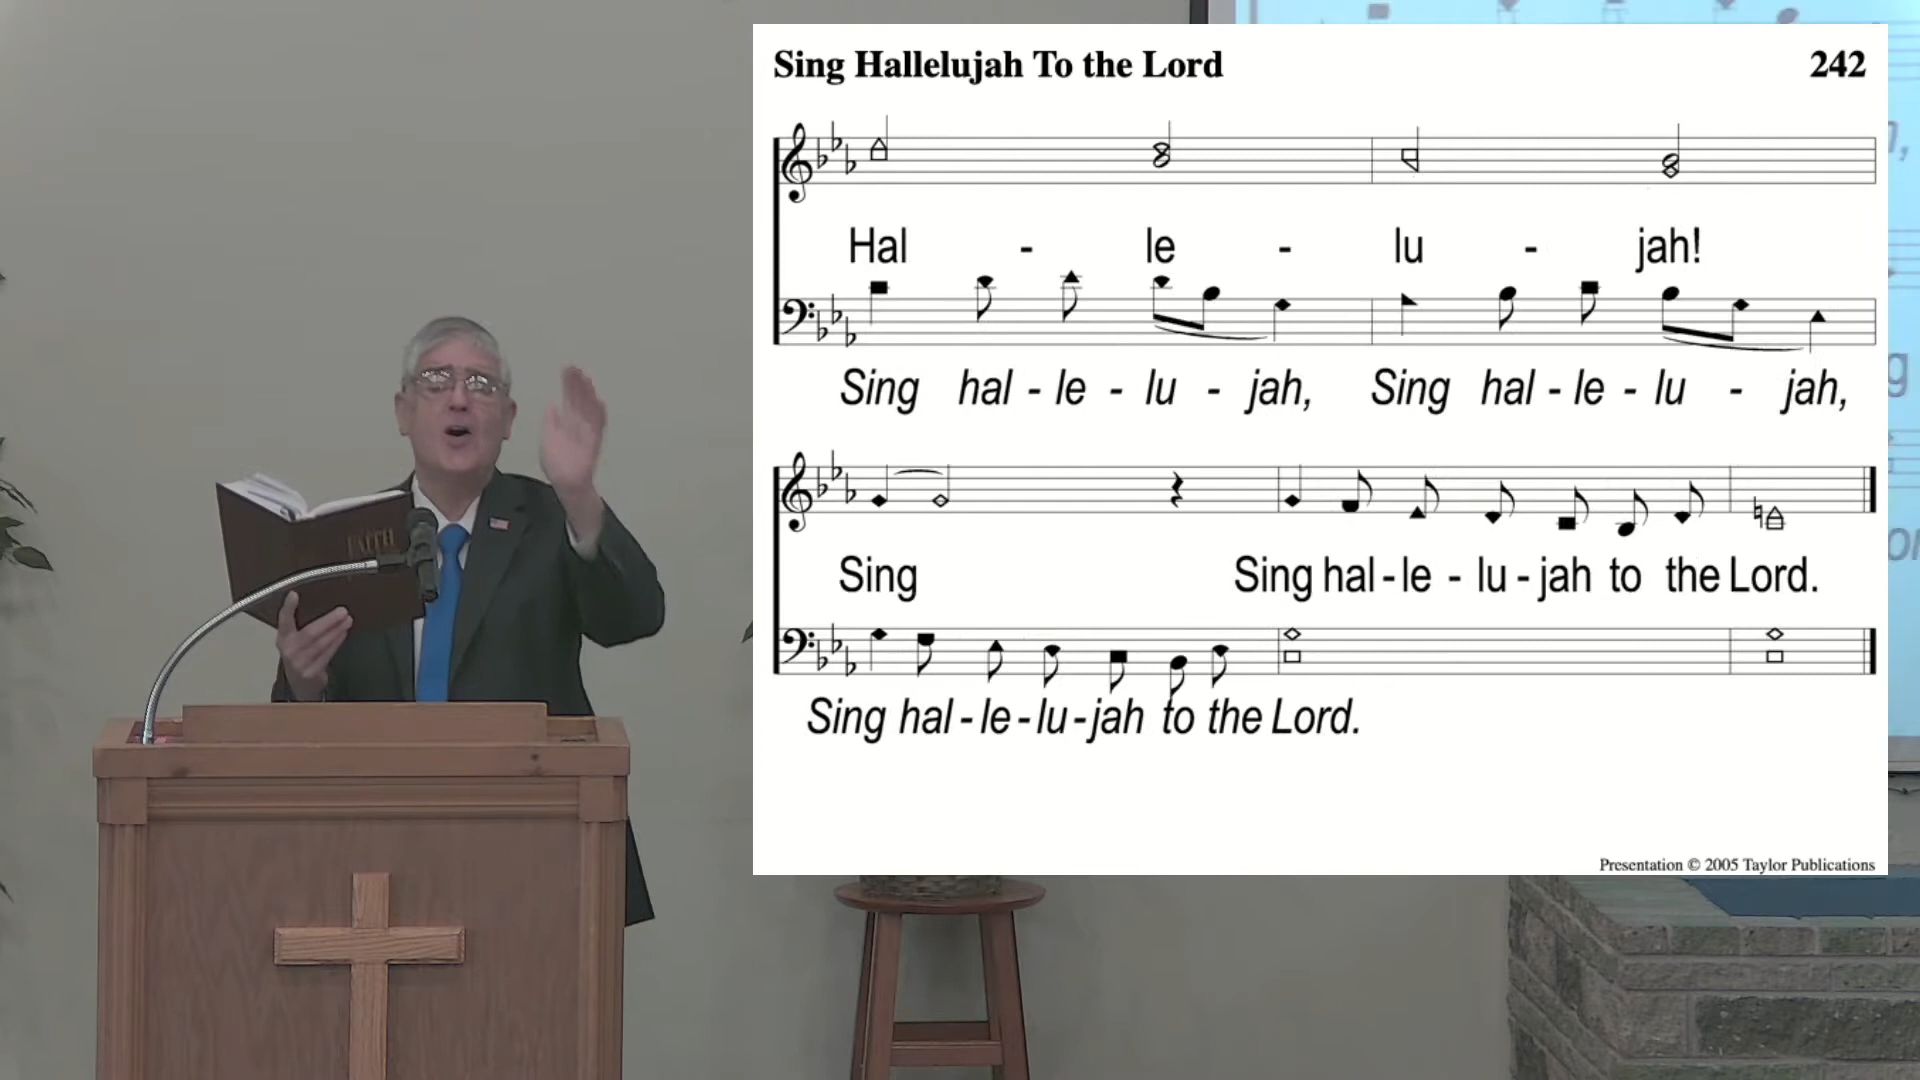 Sing Hallelujah To the Lord 242
Hal - le - lu - jah!
Sing hal - le - lu - jah, Sing hal - le - lu - jah,
Sing Sing hal - le - lu - jah to the Lord.
Sing hal - le - lu - jah to the Lord.
Presentation © 2005 Taylor Publications
FAITH